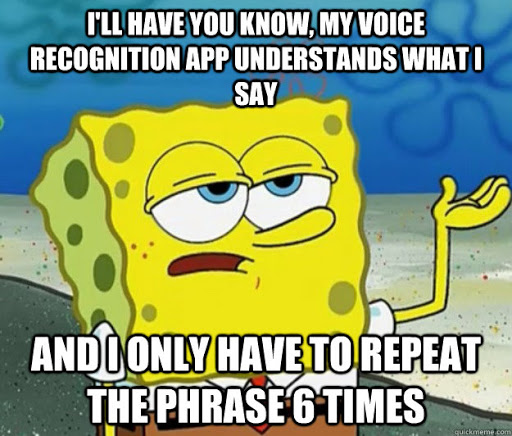 I'LL HAVE YOU KNOW, MY VOICE
RECOGNITION APP UNDERSTANDS WHAT I
SAY
AND I ONLY HAVE TO REPEAT
THE PHRASE 6 TIMES
quickmeme.com